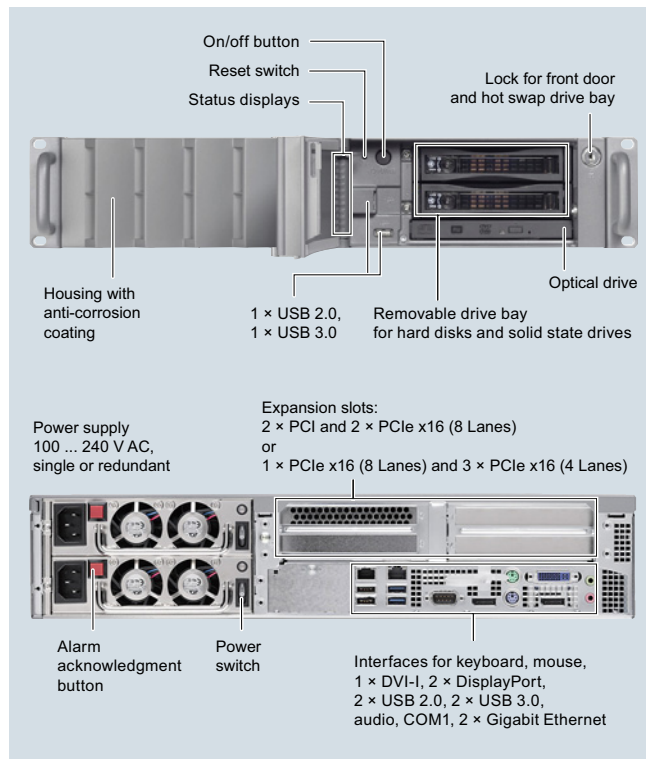 On/off button
Reset switch
Status displays
Lock for front door
and hot swap drive bay
Optical drive
Housing with
anti-corrosion
coating
1 × USB 2.0,
1 × USB 3.0
Removable drive bay
for hard disks and solid state drives
Power supply
100 ... 240 V AC,
single or redundant
Expansion slots:
2 × PCI and 2 × PCIe x16 (8 Lanes)
or
1 × PCIe x16 (8 Lanes) and 3 × PCIe x16 (4 Lanes)
Alarm
acknowledgment
button
Power
switch
Interfaces for keyboard, mouse,
1 × DVI-I, 2 × DisplayPort,
2 × USB 2.0, 2 × USB 3.0,
audio, COM1, 2 × Gigabit Ethernet